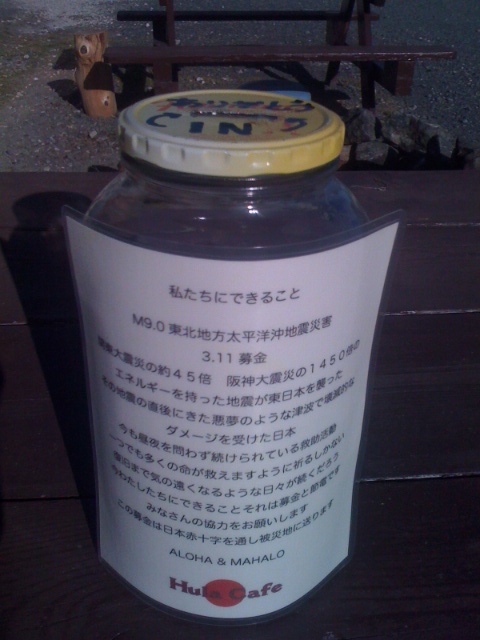 CIN
私たちにできること
M9.0 東北地方太平洋沖地震災害
3.11 募金
大震災の約45倍 阪神大震災の1450倍の
エネルギーを持った地震が東日本を襲った
その地震の直後にきた悪夢のような津波で壊滅的な
ダメージを受けた日本
今も昼夜を問わず続けられている救助活動
一つでも多くの命が救えますように祈るしかない
復旧まで気の遠くなるような日々が続くだろう
今わたしたちにできることそれは募金と節電です
みなさんの協力をお願いします
この募金は日本赤十字を通し被災地に送ります
ALOHA & MAHALO
Hula Cafe